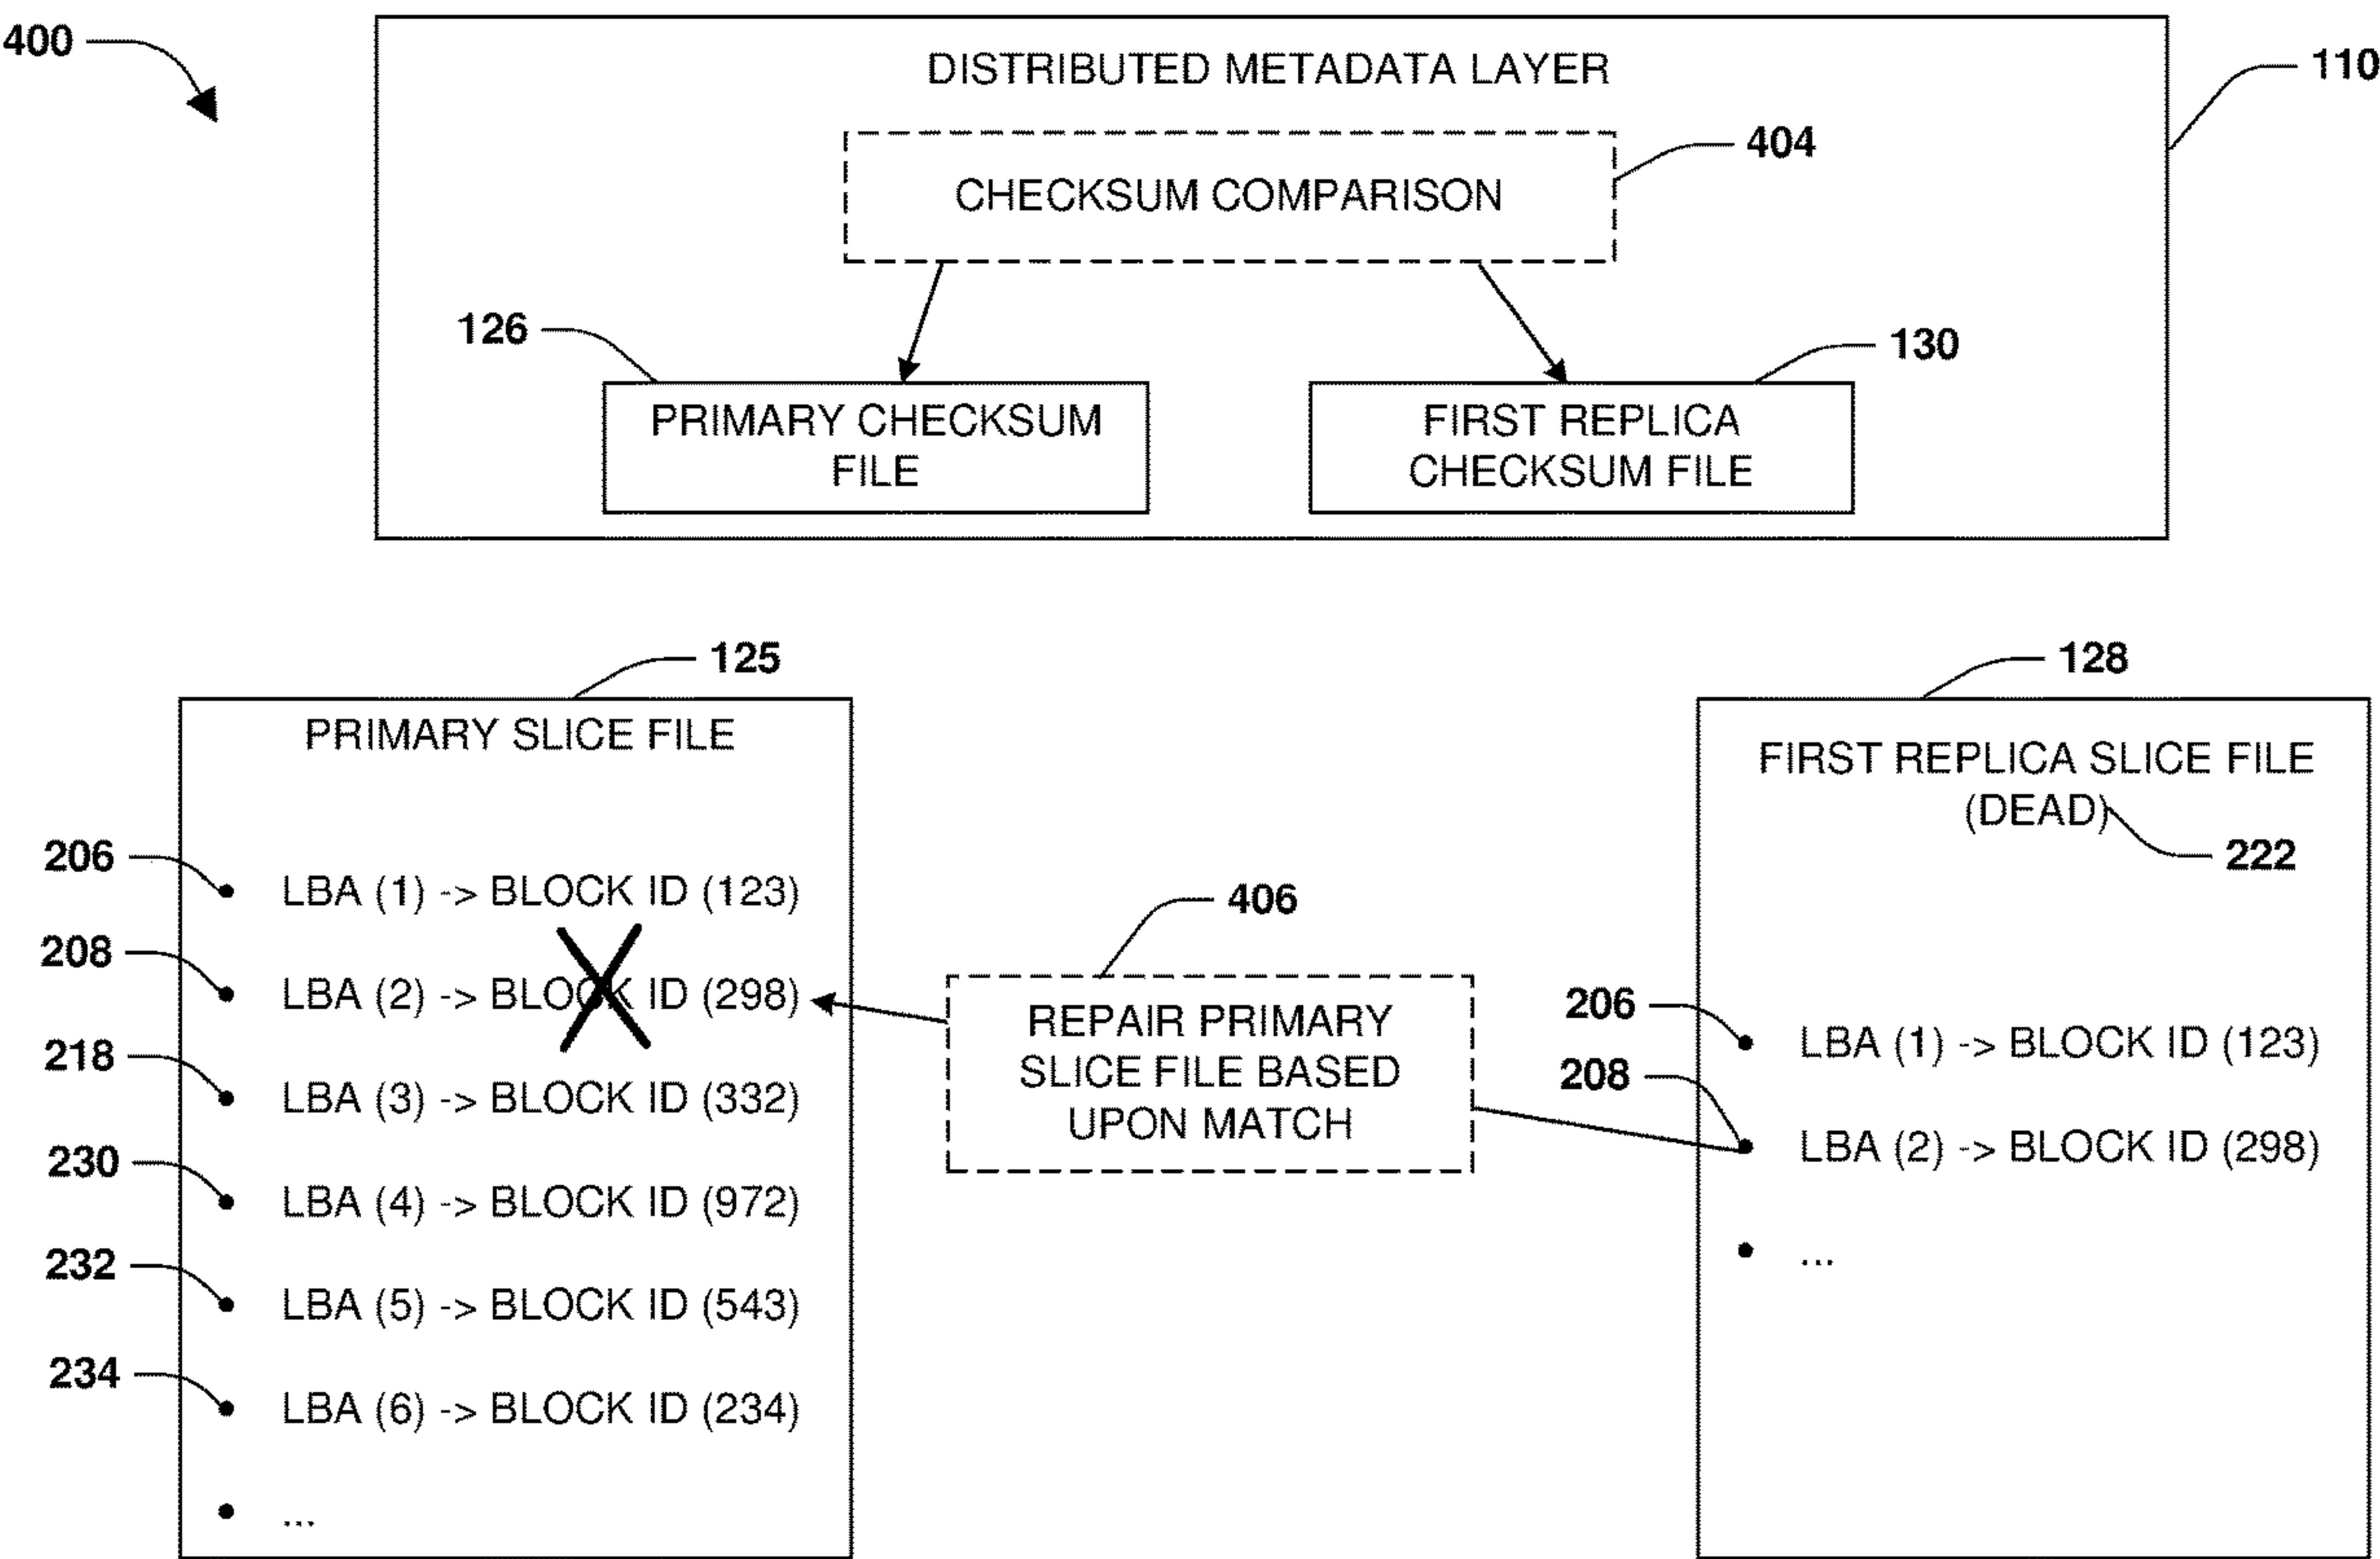 400
DISTRIBUTED METADATA LAYER
110
CHECKSUM COMPARISON
404
126
130
PRIMARY CHECKSUM
FILE
FIRST REPLICA
CHECKSUM FILE
125
PRIMARY SLICE FILE
206
LBA (1) -> BLOCK ID (123)
208
LBA (2) -> BLOCK ID (298)
218
LBA (3) -> BLOCK ID (332)
230
LBA (4) -> BLOCK ID (972)
232
LBA (5) -> BLOCK ID (543)
234
LBA (6) -> BLOCK ID (234)
...
406
REPAIR PRIMARY
SLICE FILE BASED
UPON MATCH
128
FIRST REPLICA SLICE FILE
(DEAD)
222
206
LBA (1) -> BLOCK ID (123)
208
LBA (2) -> BLOCK ID (298)
...